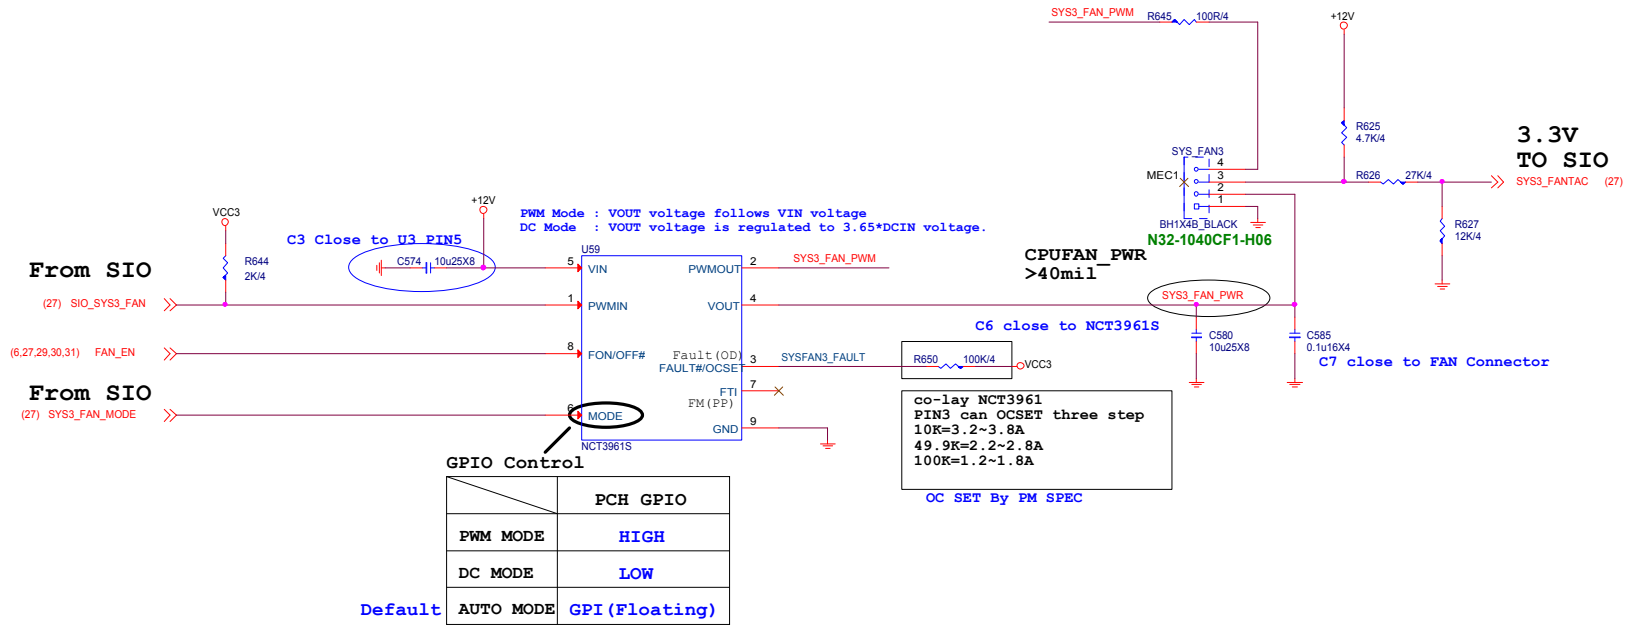 SYS3_FAN_PWM
R645
100R/4
+12V
R625
4.7K/4
3.3V
TO SIO
SYS_FAN3
4
3
2
1
MEC1
R626
27K/4
SYS3_FANTAC
(27)
BH1X4B_BLACK
N32-1040CF1-H06
R627
12K/4
VCC3
+12V
PWM Mode : VOUT voltage follows VIN voltage
DC Mode : VOUT voltage is regulated to 3.65*DCIN voltage.
C3 Close to U3 PIN5
C574
10u25X8
R644
2K/4
From SIO
(27) SIO_SYS3_FAN
(6,27,29,30,31) FAN_EN
From SIO
(27) SYS3_FAN_MODE
U59
5
VIN
1
PWMIN
8
FON/OFF#
6
MODE
PWMOUT
2
SYS3_FAN_PWM
VOUT
4
Fault(OD)
FAULT#/OCSET
3
SYSFAN3_FAULT
FTI
7
FM(PP)
GND
9
NCT3961S
CPUFAN_PWR
>40mil
SYS3_FAN_PWR
C6 close to NCT3961S
C580
10u25X8
C585
0.1u16X4
C7 close to FAN Connector
R650
100K/4
VCC3
co-lay NCT3961
PIN3 can OCSET three step
10K=3.2~3.8A
49.9K=2.2~2.8A
100K=1.2~1.8A
OC SET By PM SPEC
GPIO Control
PCH GPIO
PWM MODE HIGH
DC MODE LOW
Default AUTO MODE GPI(Floating)